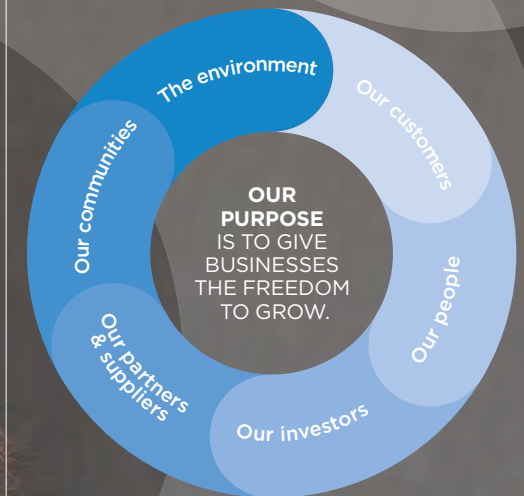 The environment
Our customers
Our people
Our investors
Our partners
& suppliers
Our communities
OUR
PURPOSE
IS TO GIVE
BUSINESSES
THE FREEDOM
TO GROW.